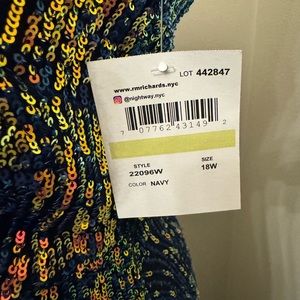 LOT 442847
www.rmrichards.nyc
@nightway.nyc
7 07762 43149 2
STYLE SIZE
22096W 18W
COLOR NAVY